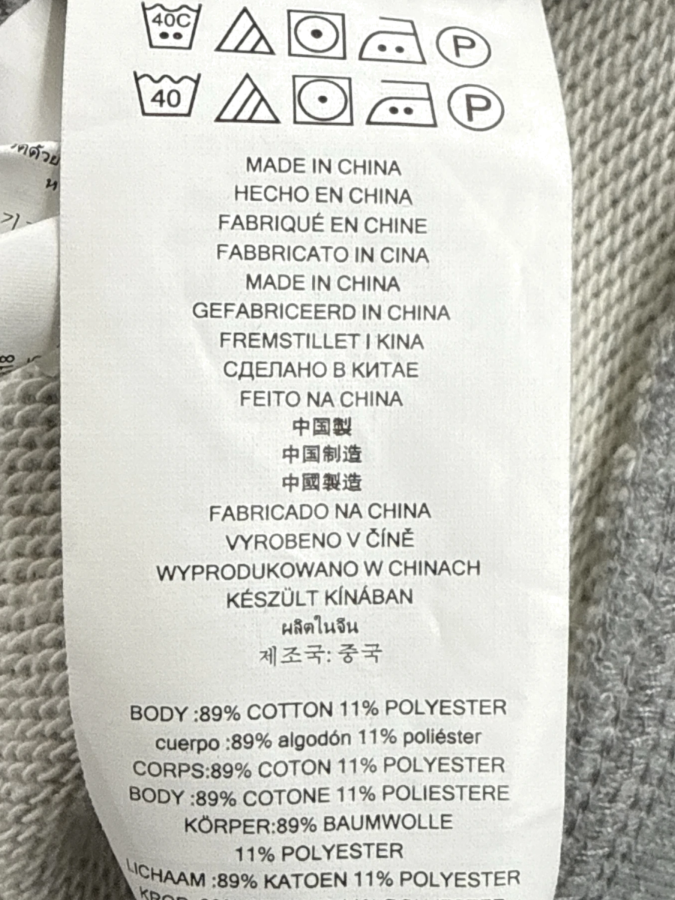 40C
P
40
P
MADE IN CHINA
HECHO EN CHINA
FABRIQUÉ EN CHINE
FABBRICATO IN CINA
MADE IN CHINA
GEFABRICEERD IN CHINA
FREMSTILLET I KINA
СДЕЛАНО В КИТАЕ
FEITO NA CHINA
中国製
中国制造
中國製造
FABRICADO NA CHINA
VYROBENO V ČÍNĚ
WYPRODUKOWANO W CHINACH
KÉSZÜLT KÍNÁBAN
ผลิตในจีน
제조국: 중국
BODY :89% COTTON 11% POLYESTER
cuerpo :89% algodón 11% poliéster
CORPS:89% COTON 11% POLYESTER
BODY :89% COTONE 11% POLIESTERE
KÖRPER:89% BAUMWOLLE
11% POLYESTER
LICHAAM :89% KATOEN 11% POLYESTER